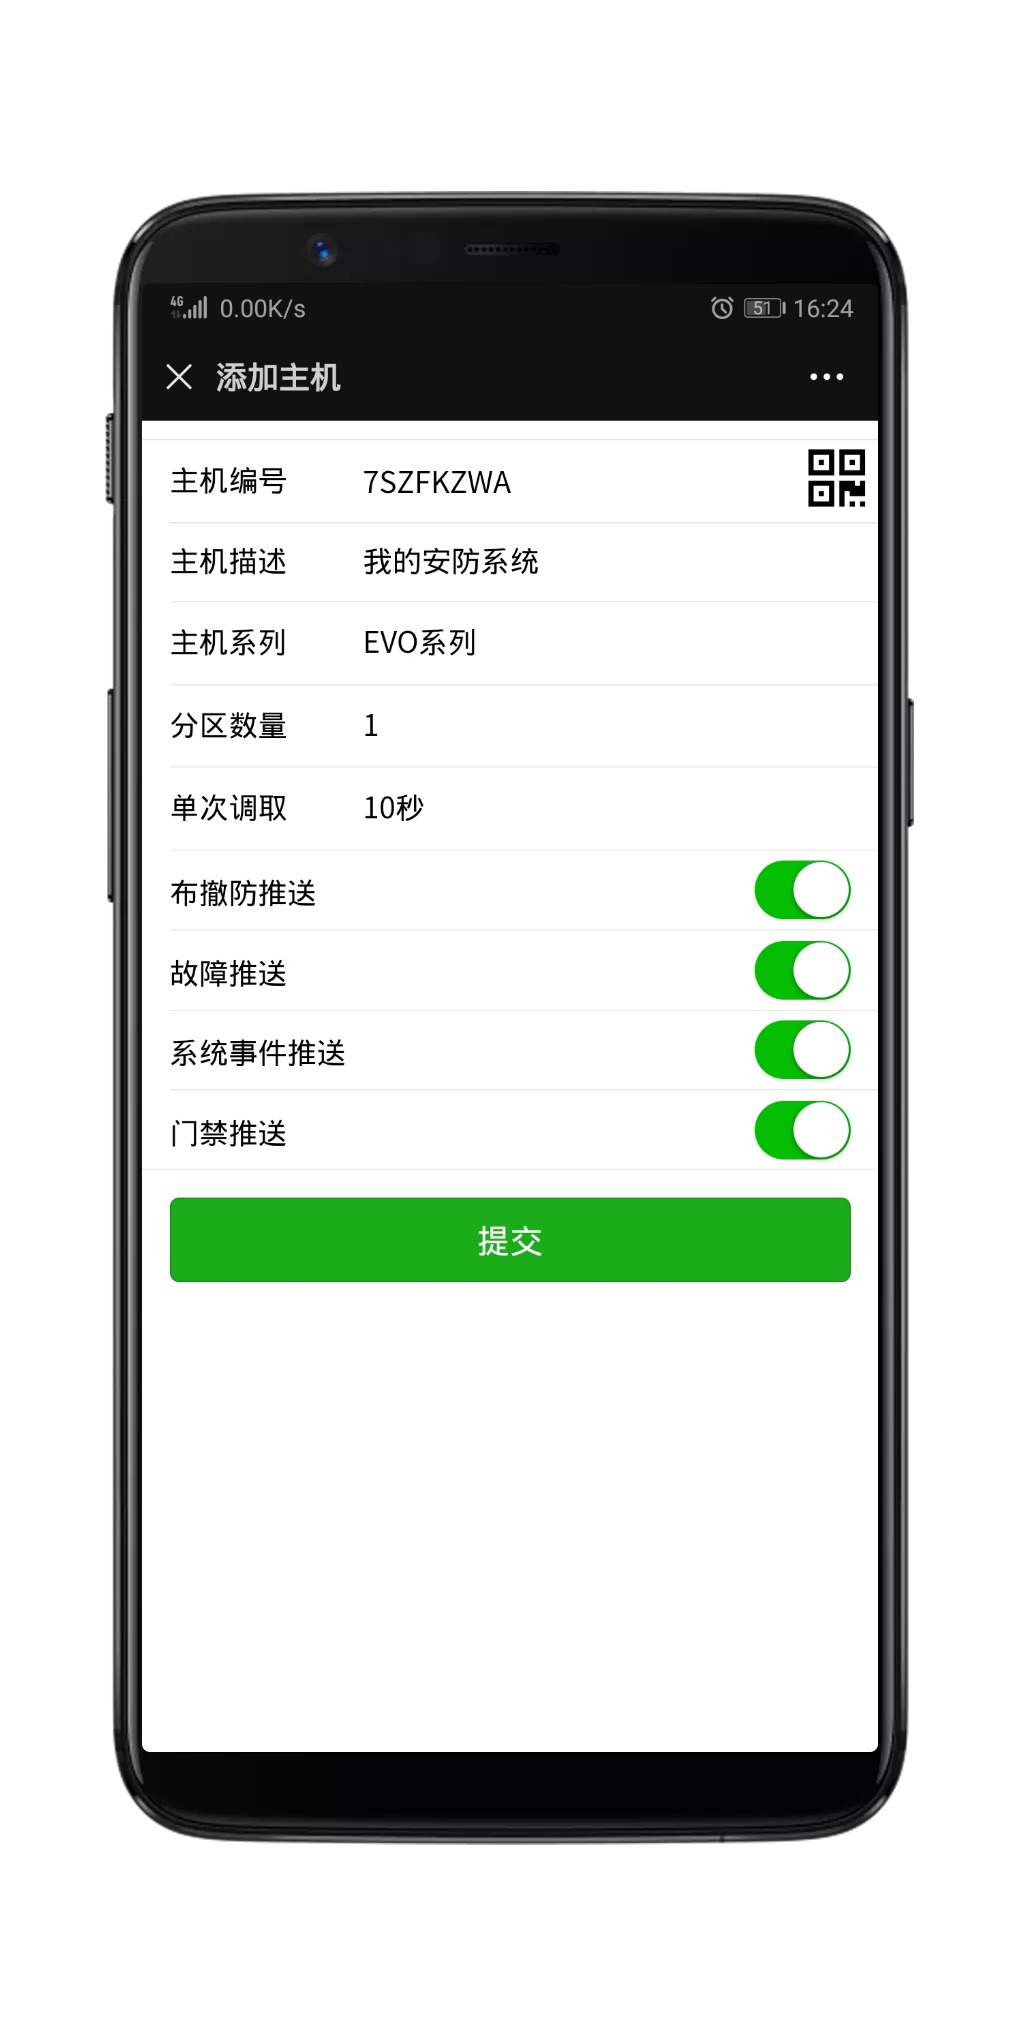 4G 0.00K/s 51 16:24
添加主机
主机编号 7SZFKZWA
主机描述 我的安防系统
主机系列 EVO系列
分区数量 1
单次调取 10秒
布撤防推送
故障推送
系统事件推送
门禁推送
提交